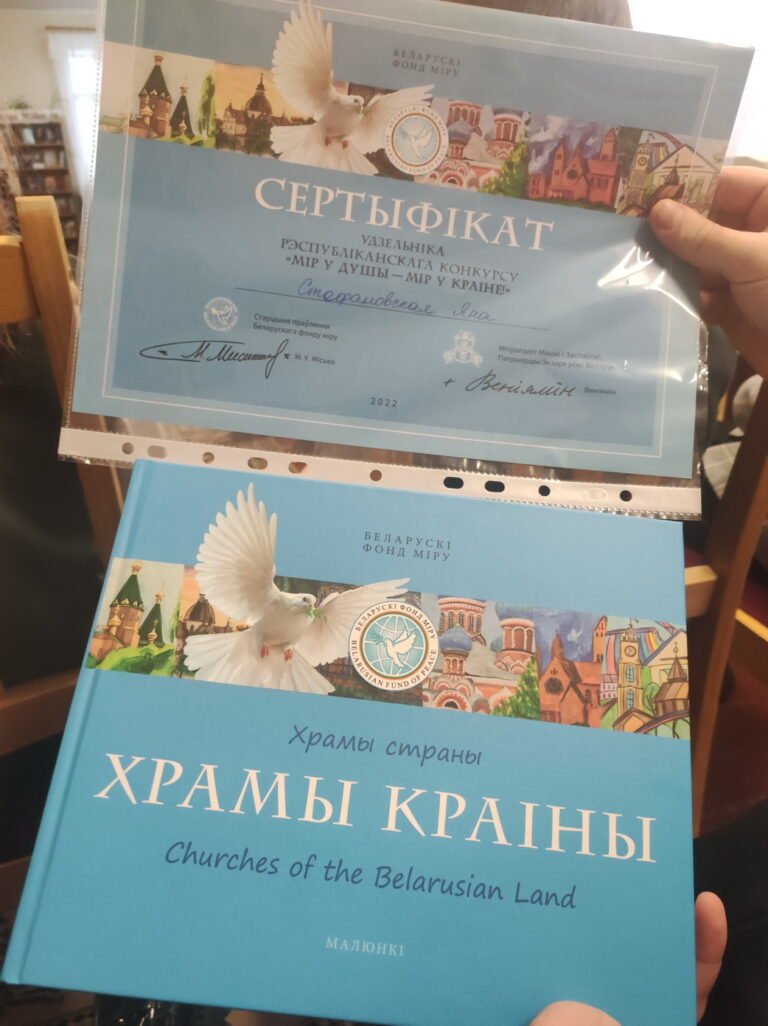 БЕЛАРУСКІ
ФОНД МІРУ
СЕРТЫФІКАТ
УДЗЕЛЬНІКА
РЭСПУБЛІКАНСКАГА КОНКУРСУ
«МІР У ДУШЫ — МІР У КРАІНЕ!»
Стефановская Яна
Старшыня праўлення
Беларускага фонду міру
М. У. Місько
Мітрапаліт Мінскі і Заслаўскі,
Патрыяршы Экзарх усяе Беларусі
+ Веніямін
Веніямін
2022
БЕЛАРУСКІ
ФОНД МІРУ
БЕЛАРУСКІ ФОНД МІРУ
BELARUSIAN FUND OF PEACE
Храмы страны
ХРАМЫ КРАІНЫ
Churches of the Belarusian Land
МАЛЮНКІ